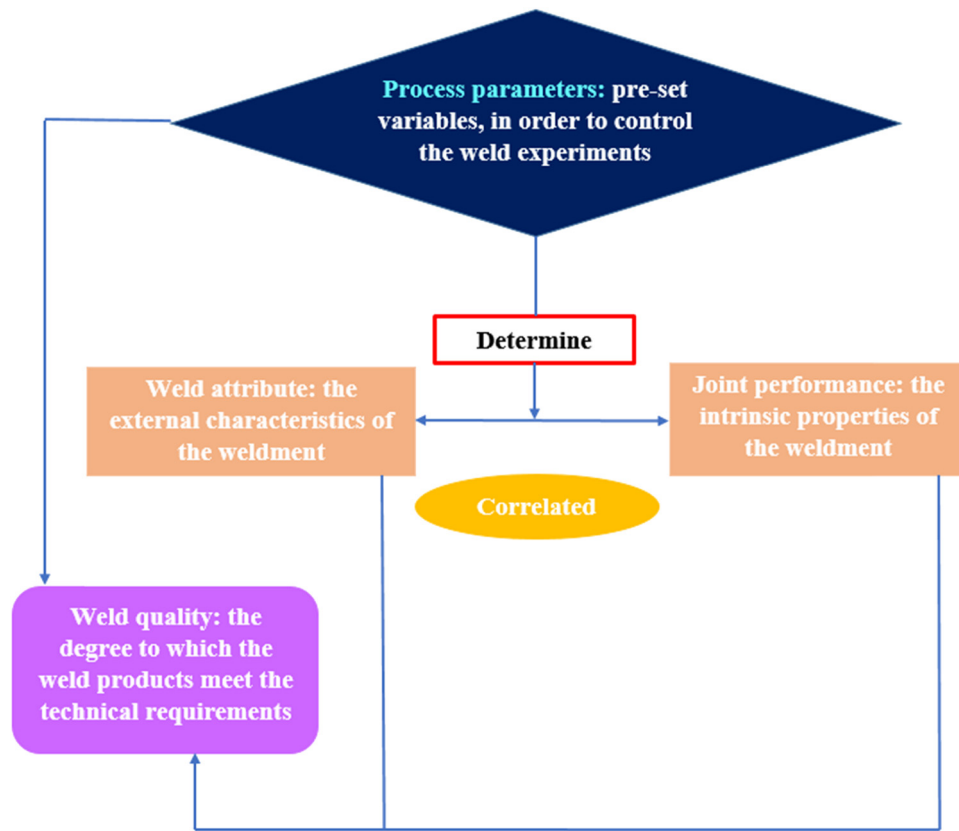 Process parameters: pre-set
variables, in order to control
the weld experiments
Determine
Weld attribute: the
external characteristics of
the weldment
Joint performance: the
intrinsic properties of
the weldment
Correlated
Weld quality: the
degree to which the
weld products meet the
technical requirements